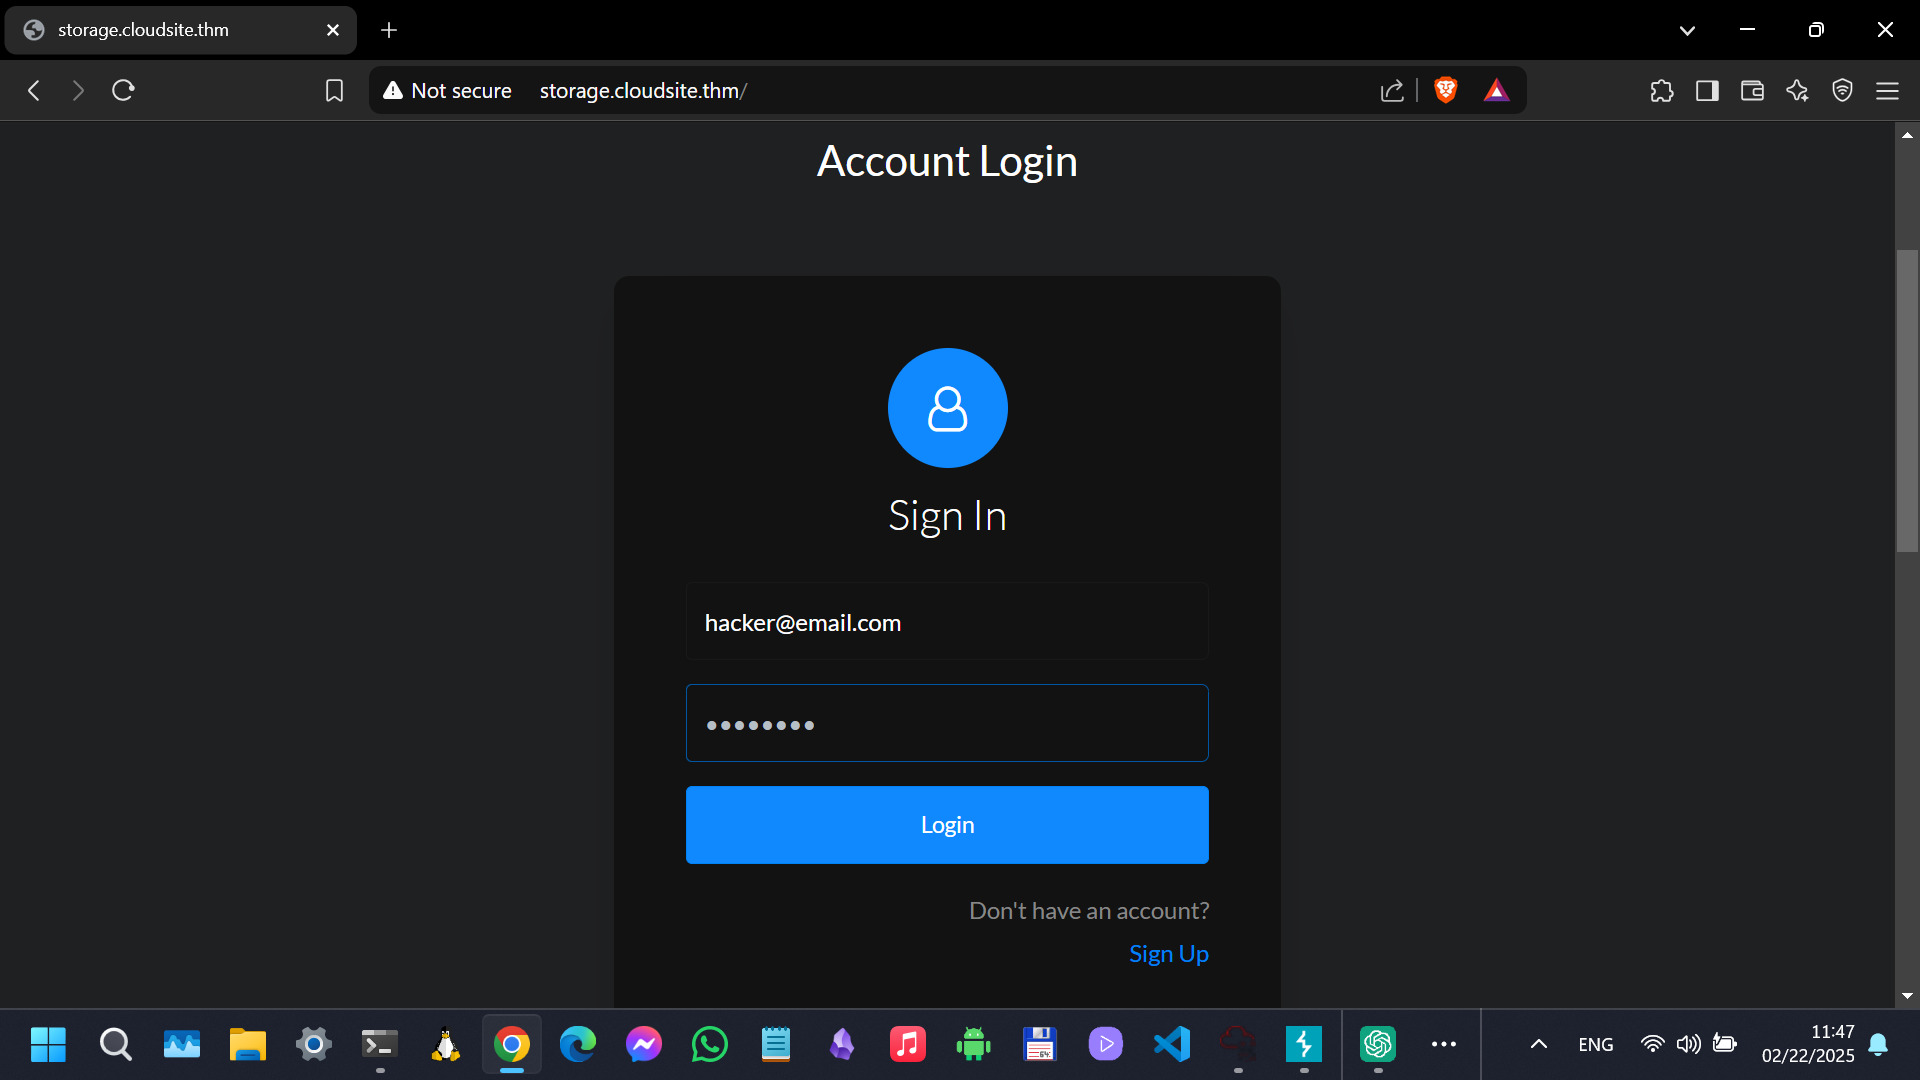 storage.cloudsite.thm
Not secure storage.cloudsite.thm/
Account Login
Sign In
hacker@email.com
••••••••
Login
Don't have an account?
Sign Up
64
ENG
11:47
02/22/2025